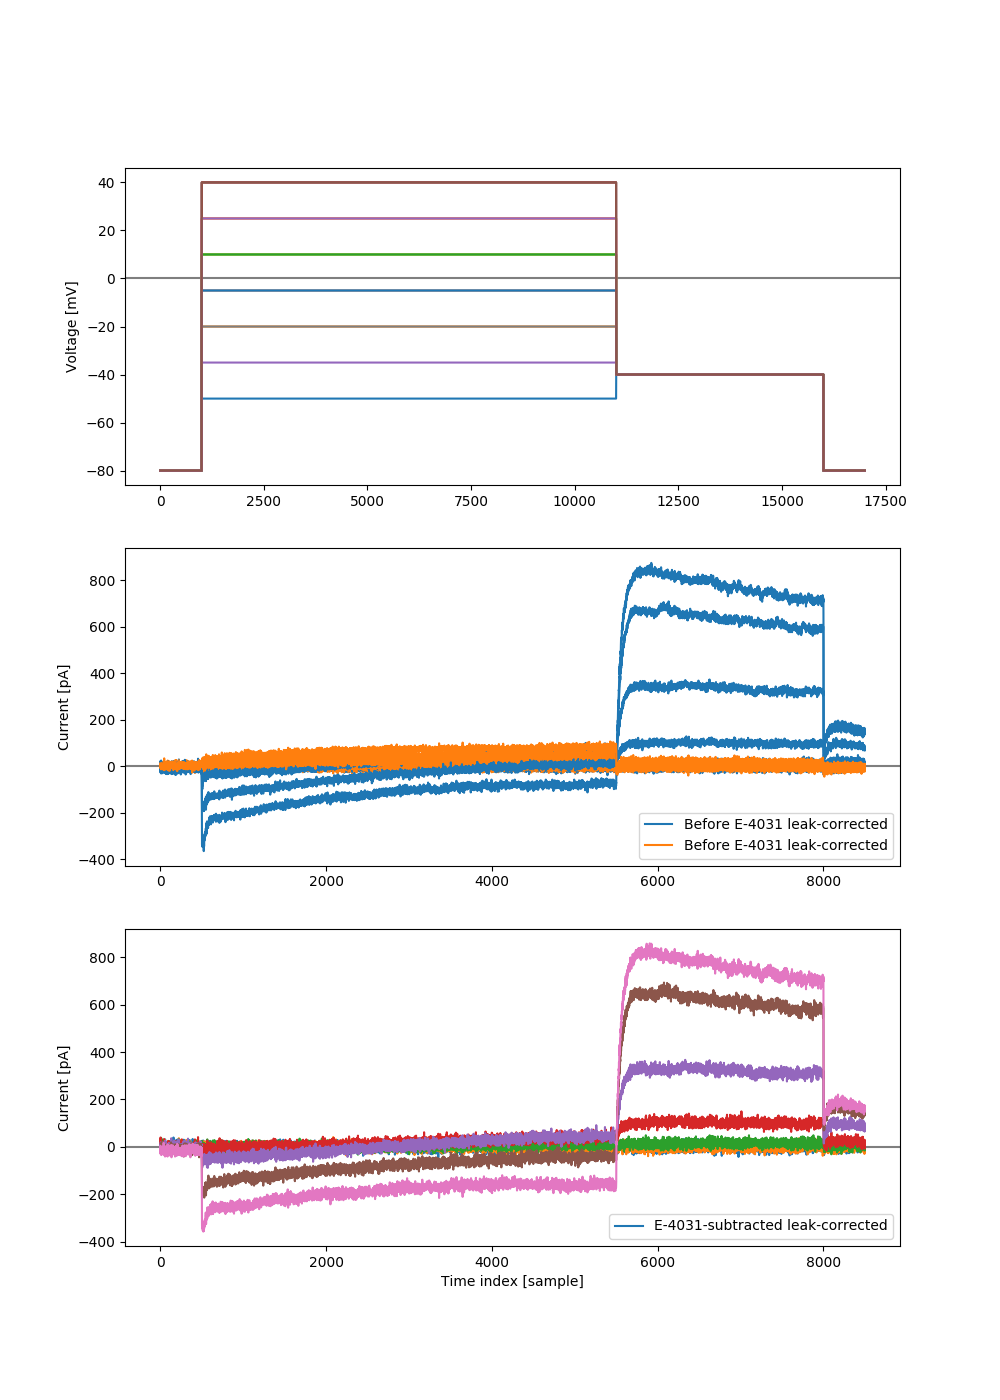 40
20
0
−20
−40
−60
−80
Voltage [mV]
0 2500 5000 7500 10000 12500 15000 17500
800
600
400
200
0
−200
−400
Current [pA]
Before E-4031 leak-corrected
Before E-4031 leak-corrected
0 2000 4000 6000 8000
800
600
400
200
0
−200
−400
Current [pA]
E-4031-subtracted leak-corrected
0 2000 4000 6000 8000
Time index [sample]